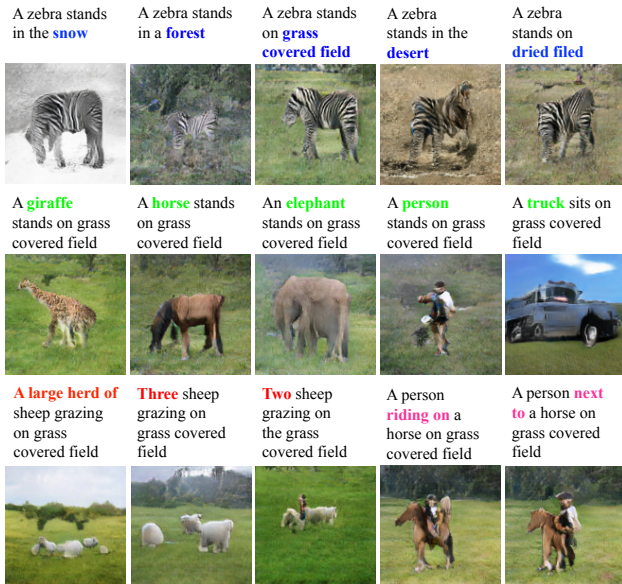 A zebra stands
in the snow
A zebra stands
in a forest
A zebra stands
on grass
covered field
A zebra
stands in the
desert
A zebra
stands on
dried filed
A giraffe
stands on grass
covered field
A horse stands
on grass
covered field
An elephant
stands on grass
covered field
A person
stands on grass
covered field
A truck sits on
grass covered
field
A large herd of
sheep grazing
on grass
covered field
Three sheep
grazing on
grass covered
field
Two sheep
grazing on
the grass
covered field
A person
riding on a
horse on grass
covered field
A person next
to a horse on
grass covered
field